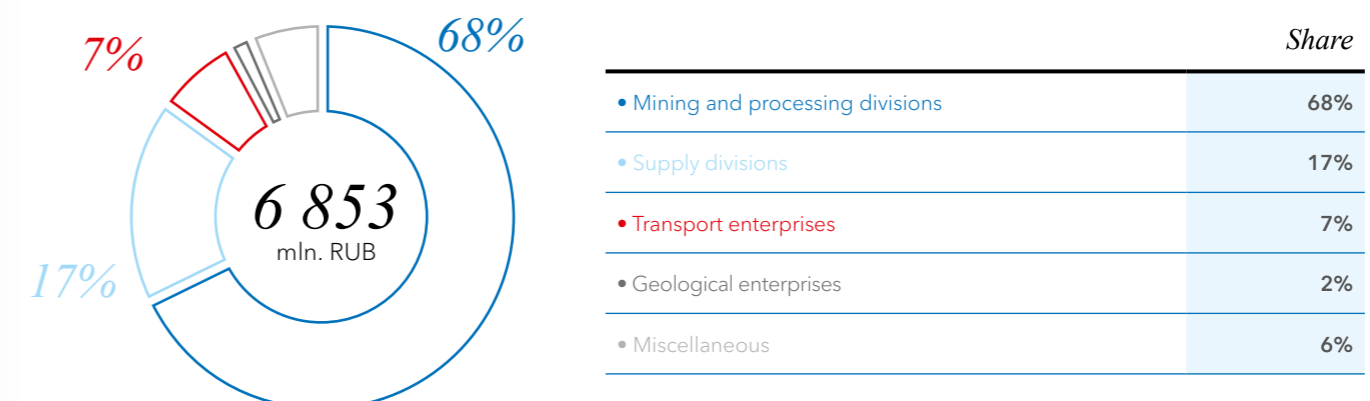 68%
7%
17%
6 853
mln. RUB
Share
• Mining and processing divisions 68%
• Supply divisions 17%
• Transport enterprises 7%
• Geological enterprises 2%
• Miscellaneous 6%